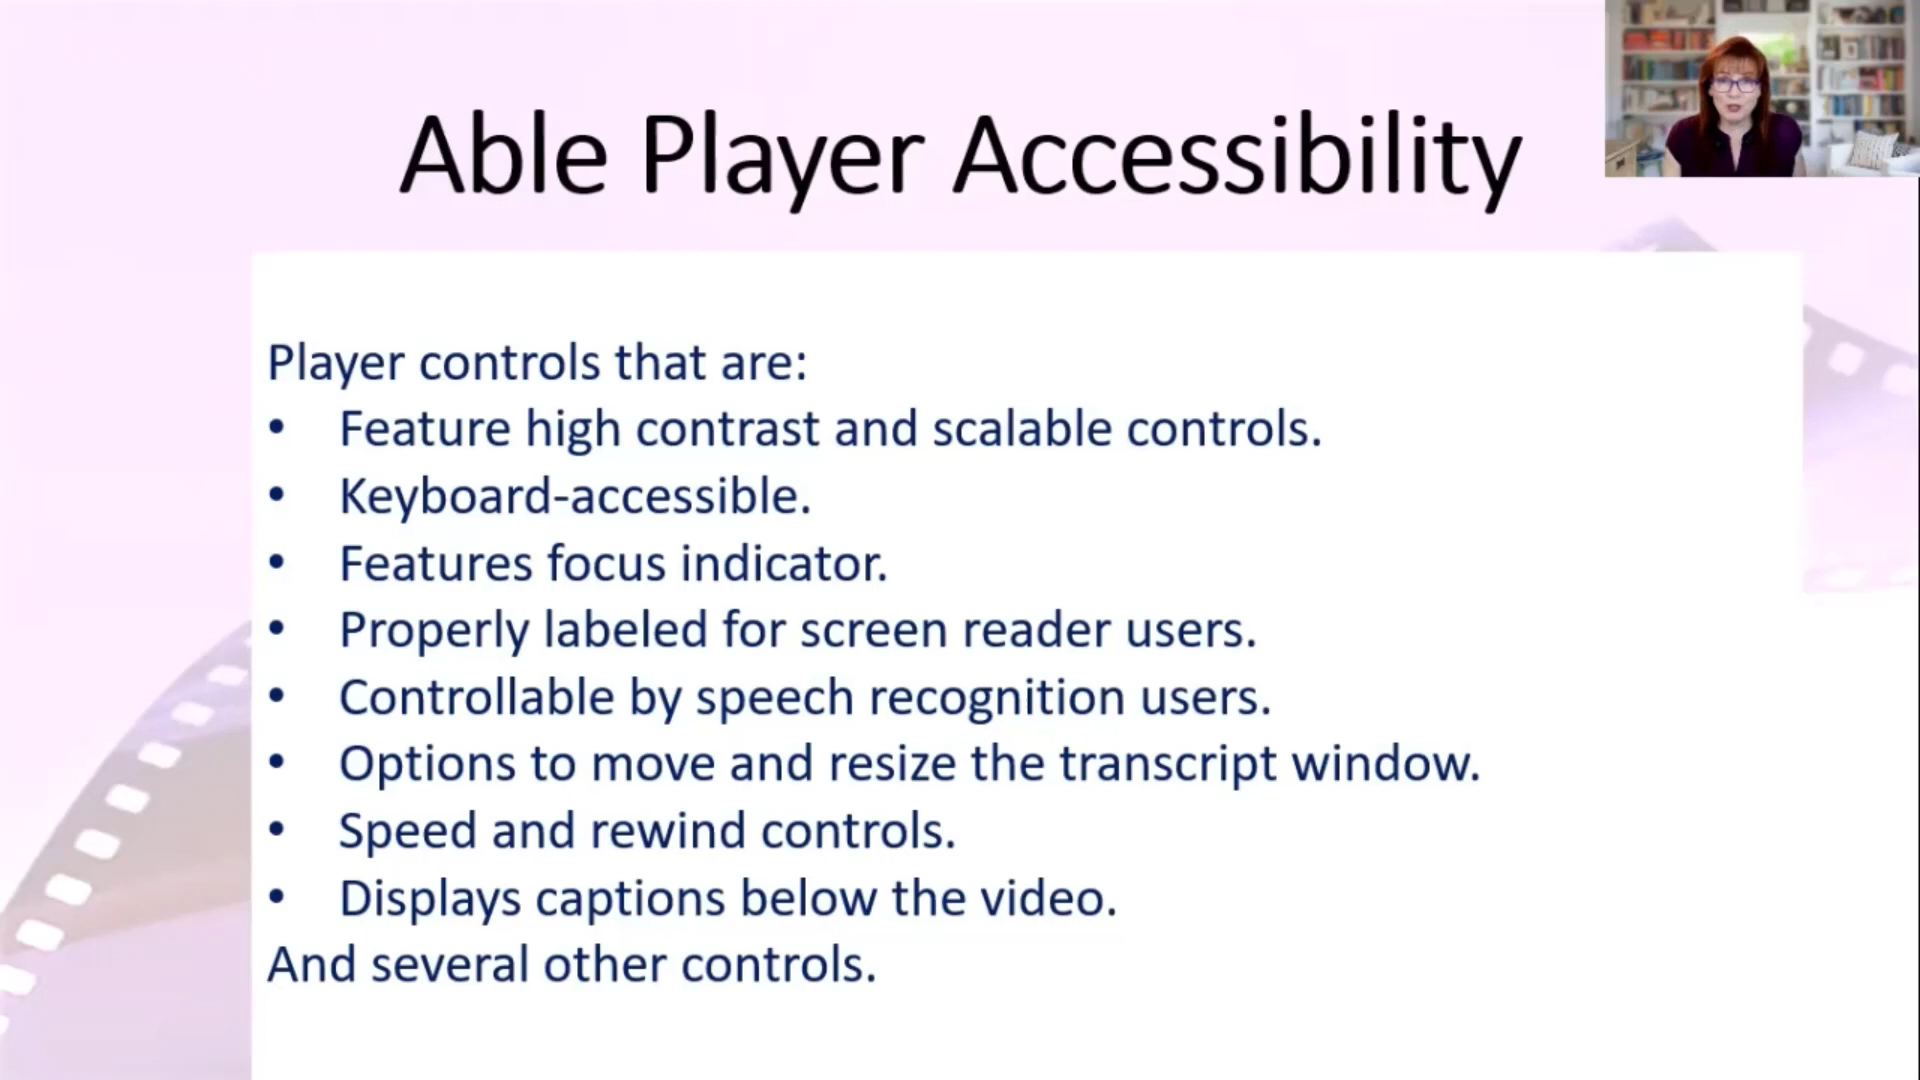 Able Player Accessibility
Player controls that are:
• Feature high contrast and scalable controls.
• Keyboard-accessible.
• Features focus indicator.
• Properly labeled for screen reader users.
• Controllable by speech recognition users.
• Options to move and resize the transcript window.
• Speed and rewind controls.
• Displays captions below the video.
And several other controls.